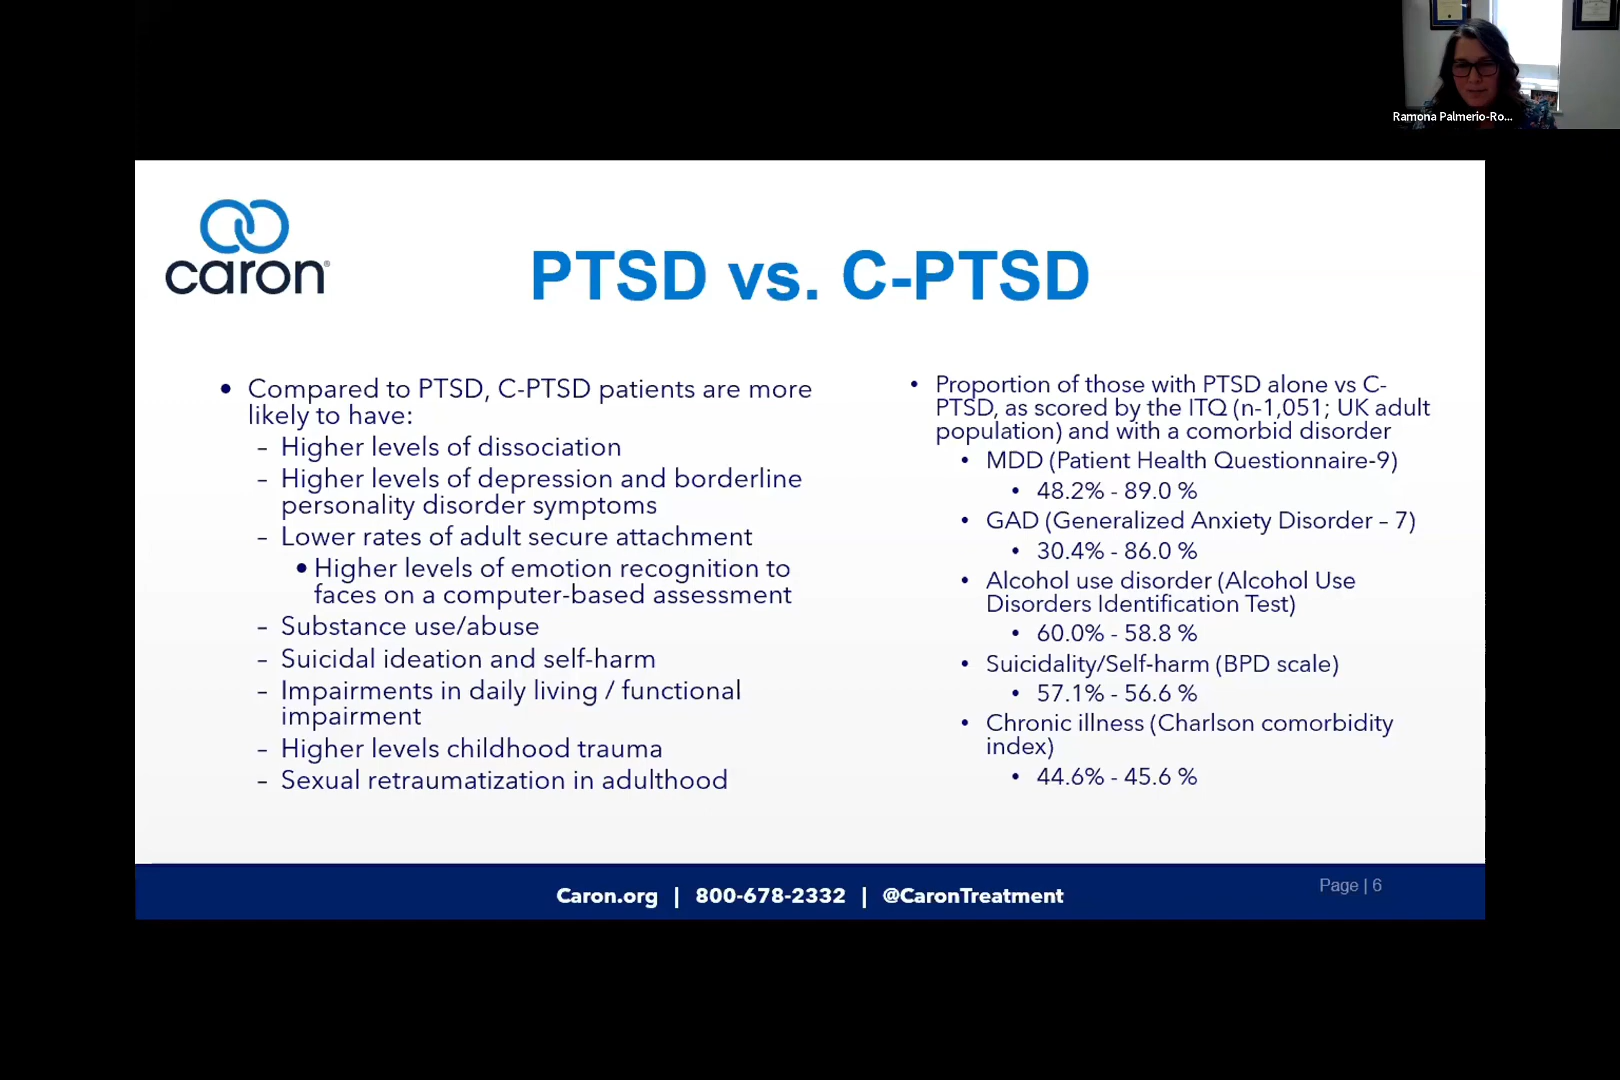 Ramona Palmerio-Ro...
caron®
PTSD vs. C-PTSD
• Compared to PTSD, C-PTSD patients are more
likely to have:
– Higher levels of dissociation
– Higher levels of depression and borderline
personality disorder symptoms
– Lower rates of adult secure attachment
• Higher levels of emotion recognition to
faces on a computer-based assessment
– Substance use/abuse
– Suicidal ideation and self-harm
– Impairments in daily living / functional
impairment
– Higher levels childhood trauma
– Sexual retraumatization in adulthood
• Proportion of those with PTSD alone vs C-
PTSD, as scored by the ITQ (n-1,051; UK adult
population) and with a comorbid disorder
• MDD (Patient Health Questionnaire-9)
• 48.2% - 89.0 %
• GAD (Generalized Anxiety Disorder – 7)
• 30.4% - 86.0 %
• Alcohol use disorder (Alcohol Use
Disorders Identification Test)
• 60.0% - 58.8 %
• Suicidality/Self-harm (BPD scale)
• 57.1% - 56.6 %
• Chronic illness (Charlson comorbidity
index)
• 44.6% - 45.6 %
Caron.org | 800-678-2332 | @CaronTreatment
Page | 6